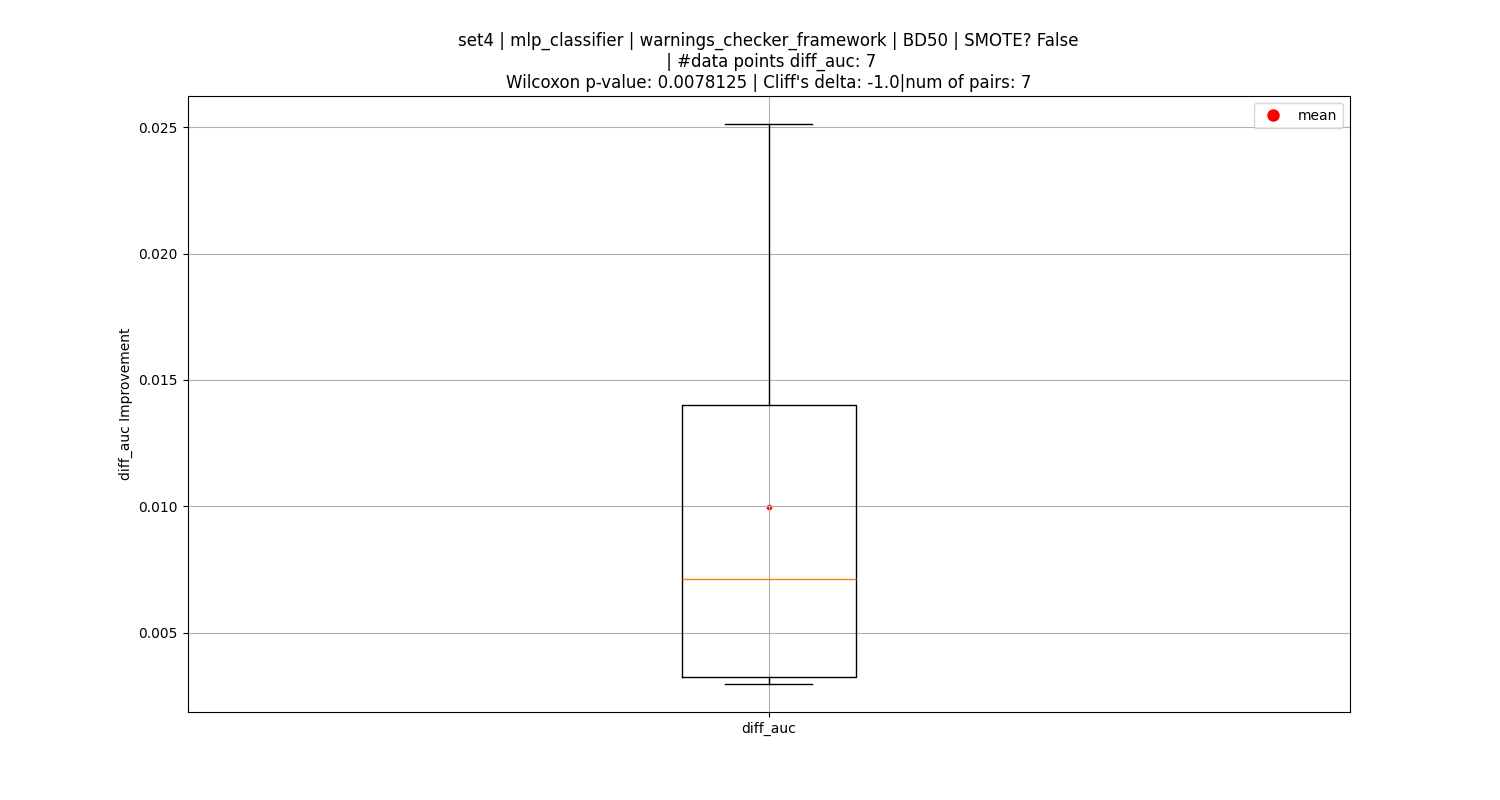 set4 | mlp_classifier | warnings_checker_framework | BD50 | SMOTE? False
| #data points diff_auc: 7
Wilcoxon p-value: 0.0078125 | Cliff's delta: -1.0|num of pairs: 7
mean
0.025
0.020
0.015
0.010
0.005
diff_auc Improvement
diff_auc